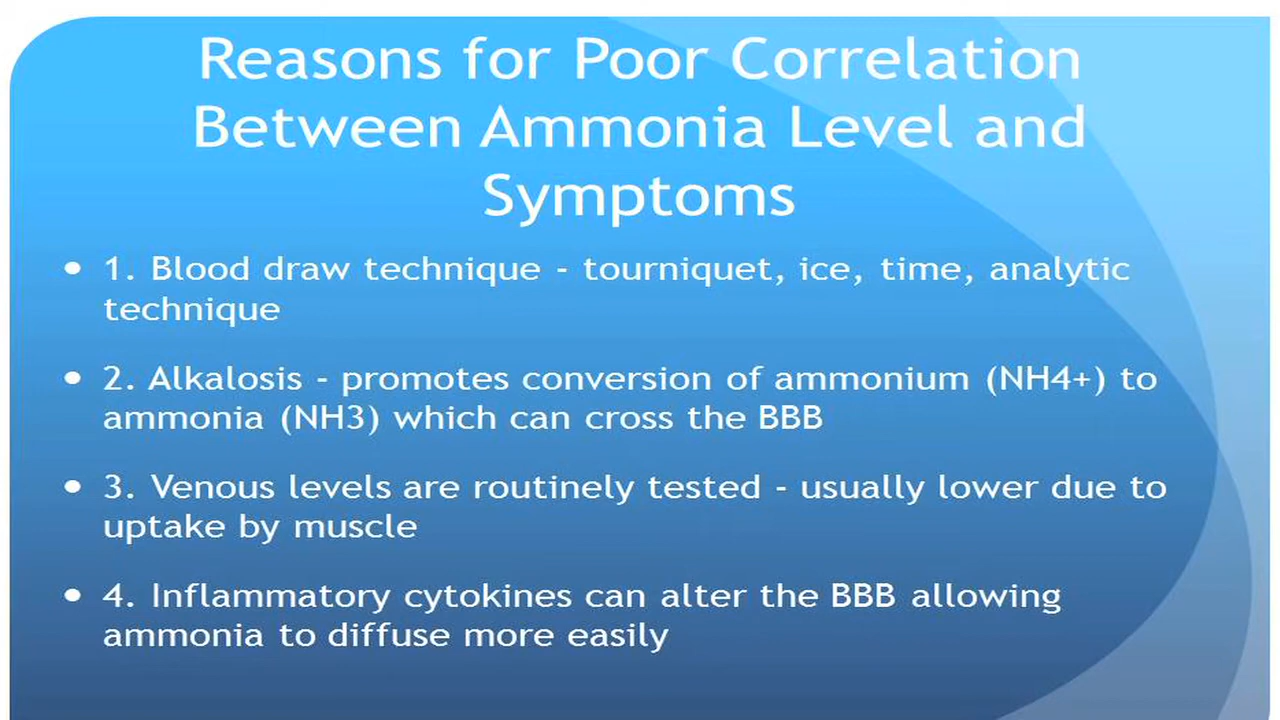 Reasons for Poor Correlation
Between Ammonia Level and
Symptoms
• 1. Blood draw technique - tourniquet, ice, time, analytic
technique
• 2. Alkalosis - promotes conversion of ammonium (NH4+) to
ammonia (NH3) which can cross the BBB
• 3. Venous levels are routinely tested - usually lower due to
uptake by muscle
• 4. Inflammatory cytokines can alter the BBB allowing
ammonia to diffuse more easily